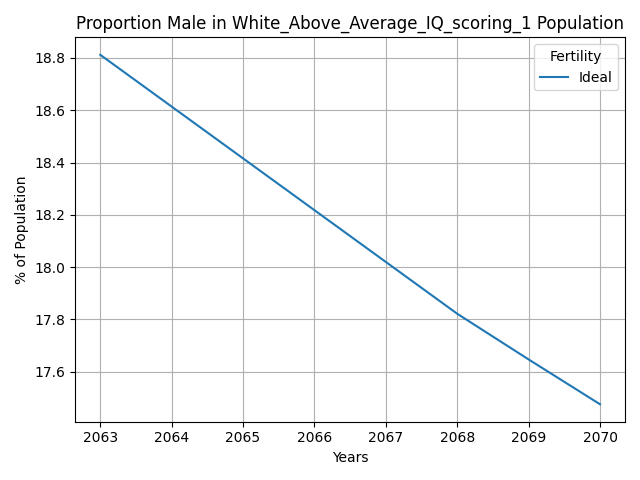 Proportion Male in White_Above_Average_IQ_scoring_1 Population
Fertility
Ideal
% of Population
18.8
18.6
18.4
18.2
18.0
17.8
17.6
2063 2064 2065 2066 2067 2068 2069 2070
Years